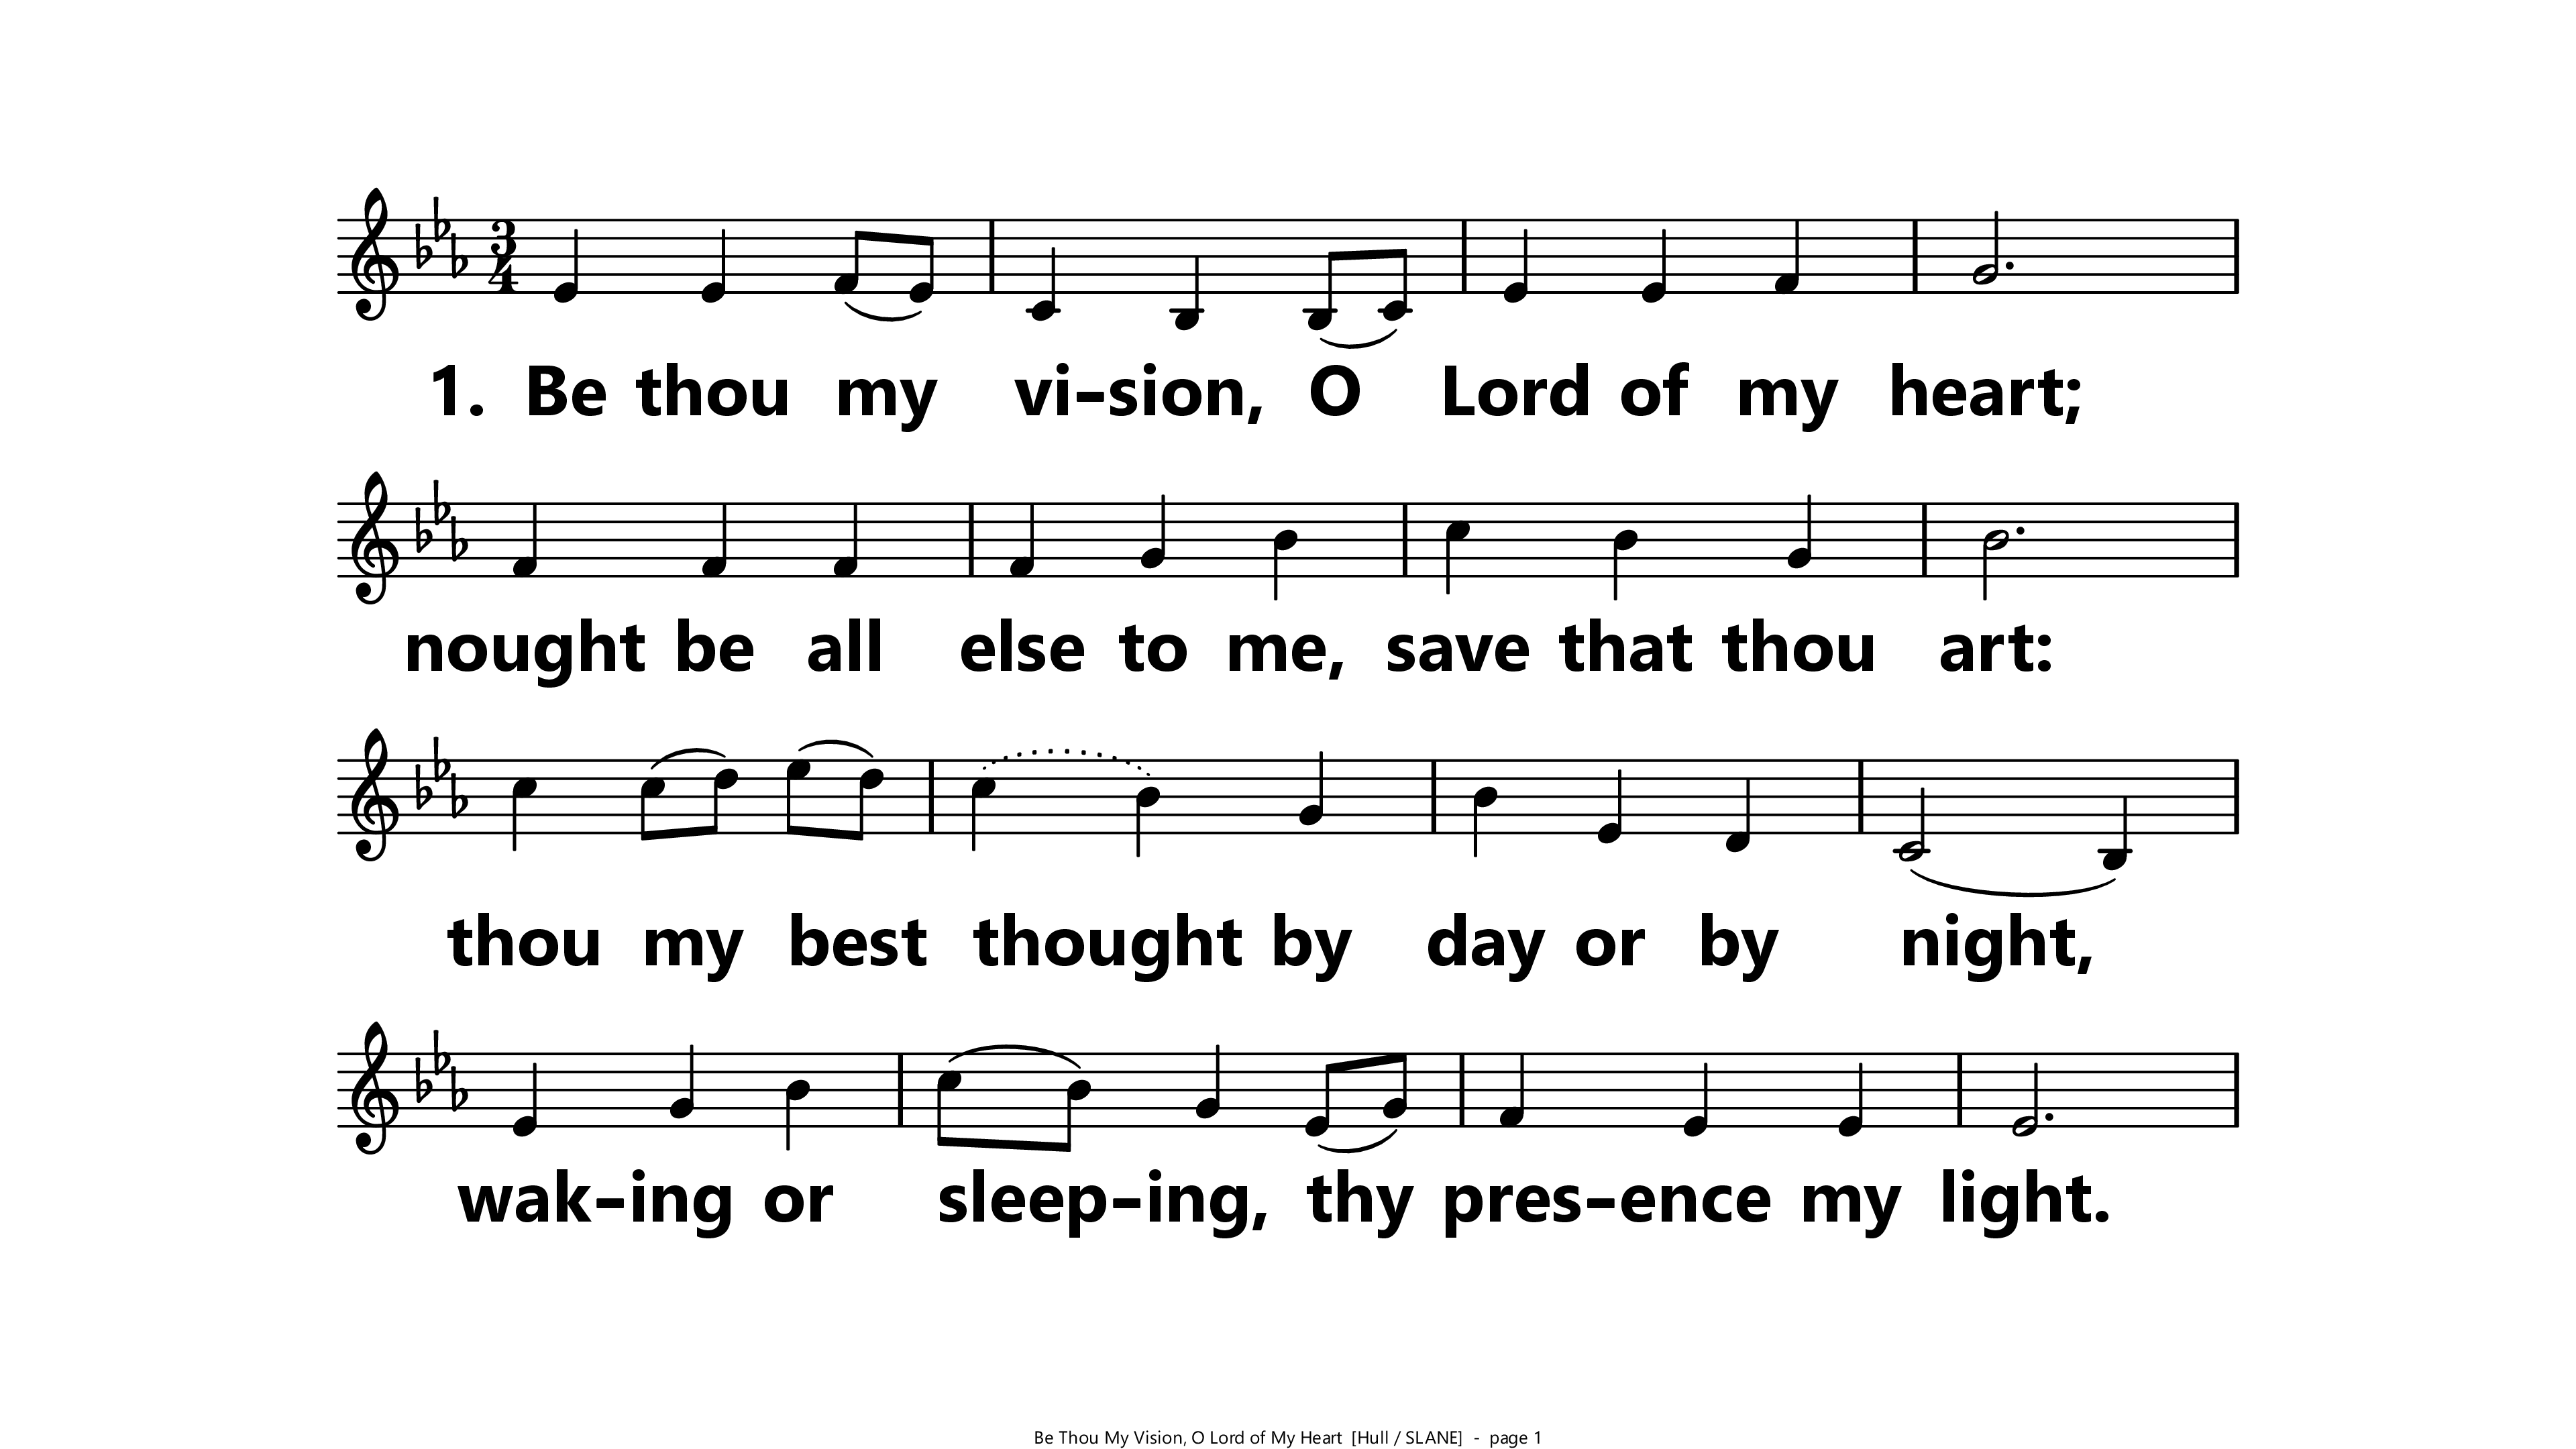 3
4
1. Be thou my vi-sion, O Lord of my heart;
nought be all else to me, save that thou art:
thou my best thought by day or by night,
wak-ing or sleep-ing, thy pres-ence my light.
Be Thou My Vision, O Lord of My Heart [Hull / SLANE] - page 1